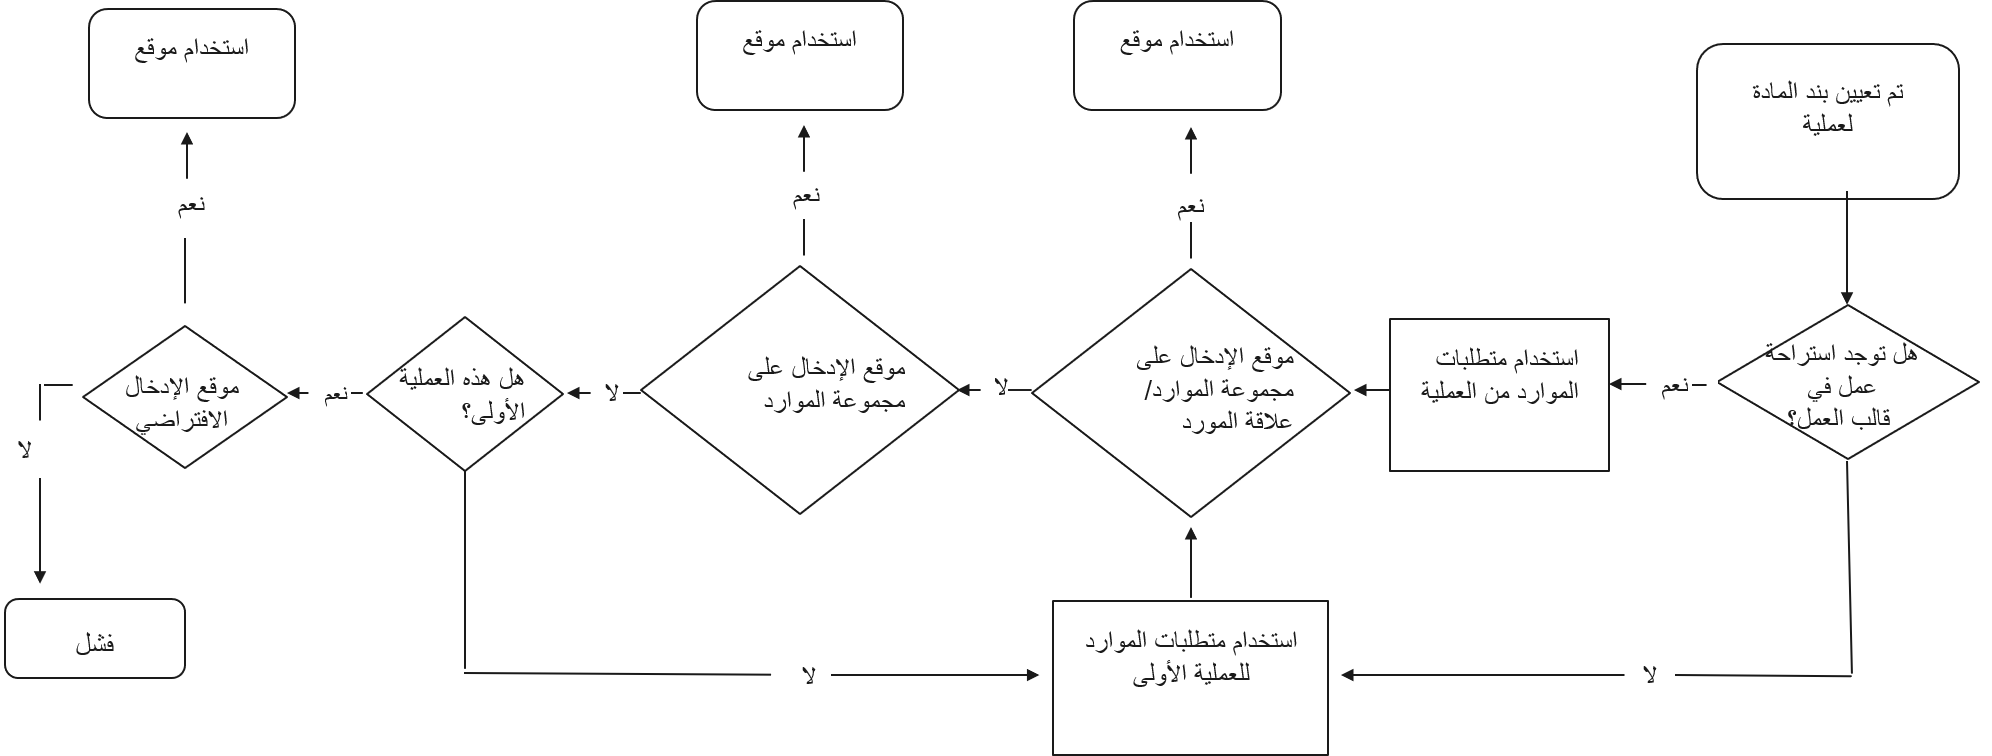 تم تعيين بند المادة
لعملية
هل توجد استراحة
عمل في
قالب العمل؟
نعم
لا
استخدام متطلبات
الموارد من العملية
استخدام موقع
نعم
موقع الإدخال على
مجموعة الموارد/
علاقة المورد
لا
استخدام متطلبات الموارد
للعملية الأولى
استخدام موقع
نعم
موقع الإدخال على
مجموعة الموارد
لا
هل هذه العملية
الأولى؟
نعم
لا
استخدام موقع
نعم
موقع الإدخال
الافتراضي
لا
فشل